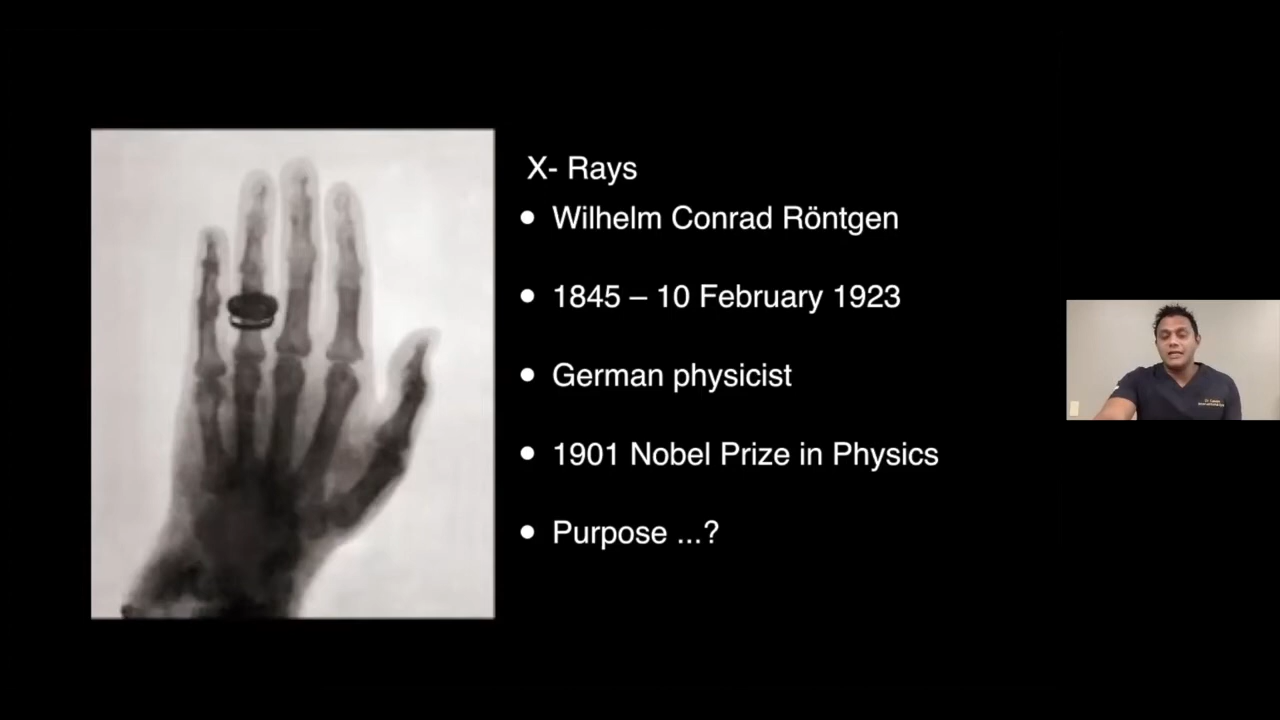 X- Rays
• Wilhelm Conrad Röntgen
• 1845 – 10 February 1923
• German physicist
• 1901 Nobel Prize in Physics
• Purpose ...?